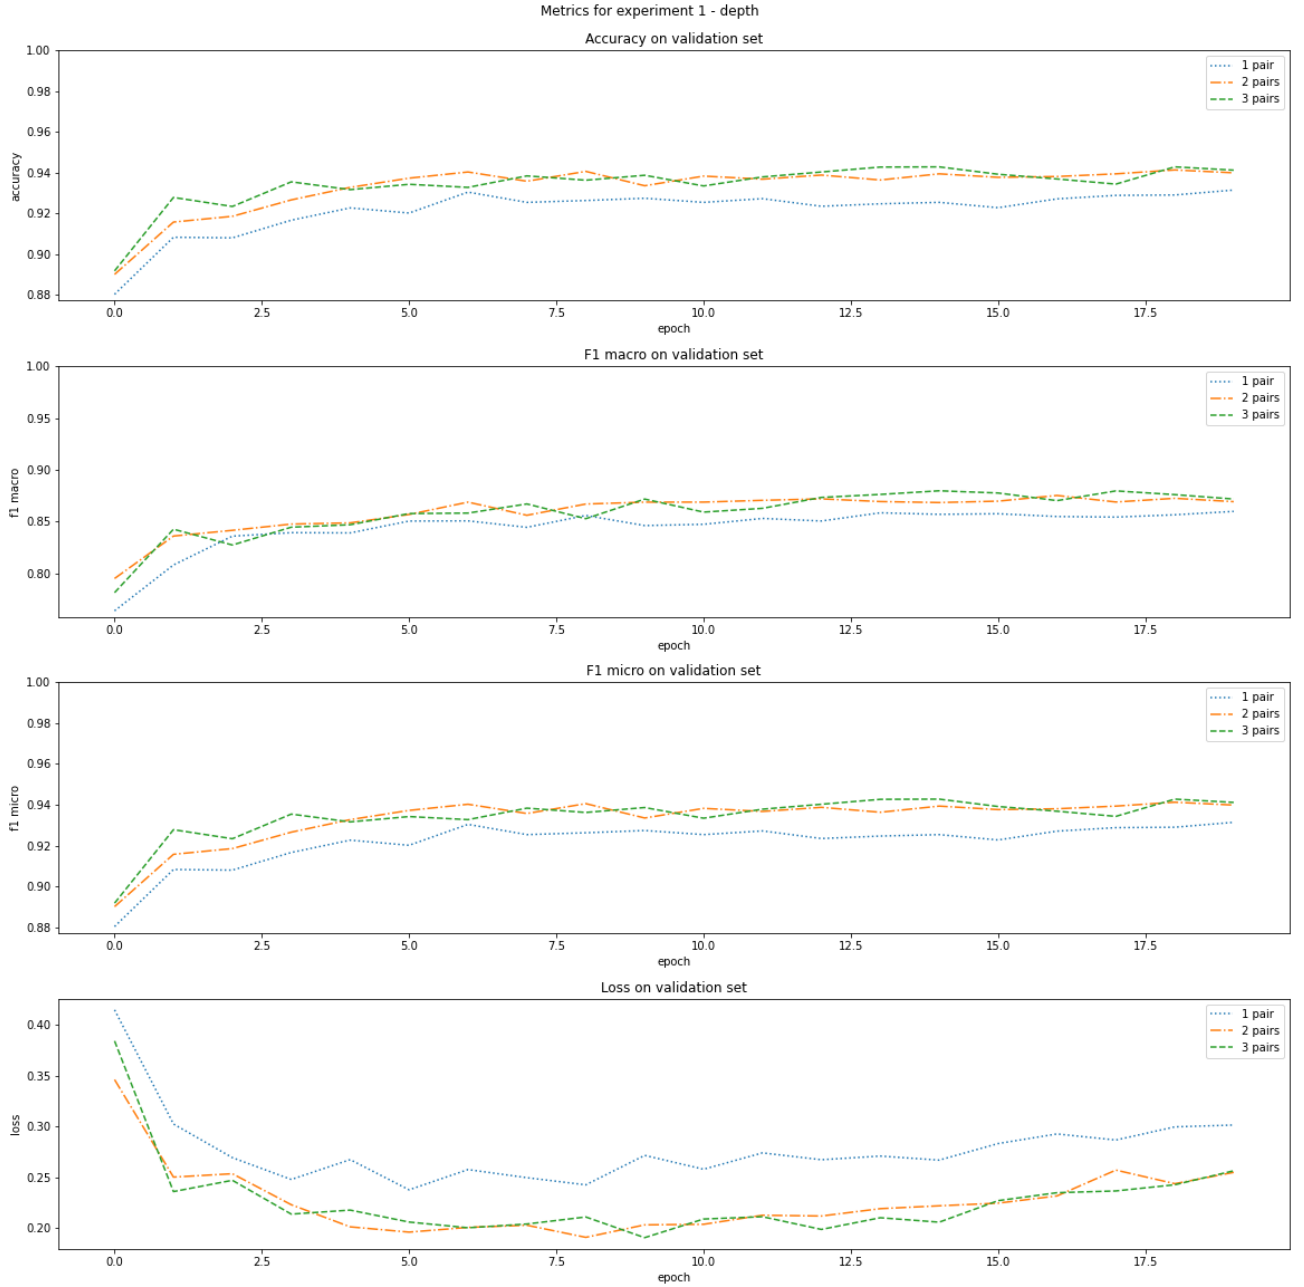 Metrics for experiment 1 - depth
Accuracy on validation set
1.00
0.98
0.96
0.94
0.92
0.90
0.88
accuracy
1 pair
2 pairs
3 pairs
0.0 2.5 5.0 7.5 10.0 12.5 15.0 17.5
epoch
F1 macro on validation set
1.00
0.95
0.90
0.85
0.80
f1 macro
1 pair
2 pairs
3 pairs
0.0 2.5 5.0 7.5 10.0 12.5 15.0 17.5
epoch
F1 micro on validation set
1.00
0.98
0.96
0.94
0.92
0.90
0.88
f1 micro
1 pair
2 pairs
3 pairs
0.0 2.5 5.0 7.5 10.0 12.5 15.0 17.5
epoch
Loss on validation set
0.40
0.35
0.30
0.25
0.20
loss
1 pair
2 pairs
3 pairs
0.0 2.5 5.0 7.5 10.0 12.5 15.0 17.5
epoch